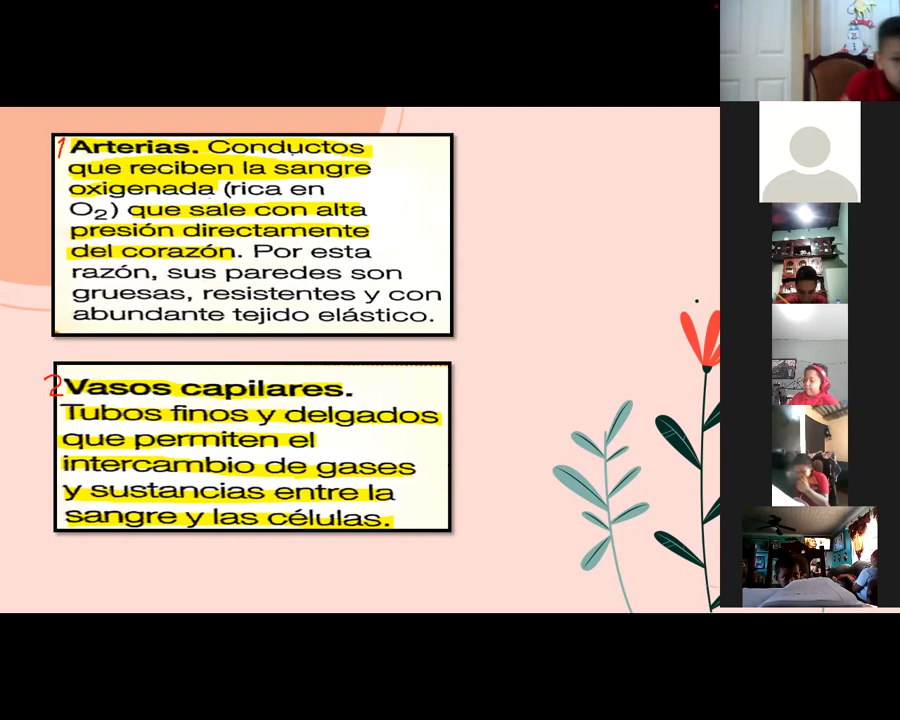 1 Arterias. Conductos
que reciben la sangre
oxigenada (rica en
O₂) que sale con alta
presión directamente
del corazón. Por esta
razón, sus paredes son
gruesas, resistentes y con
abundante tejido elástico.
2 Vasos capilares.
Tubos finos y delgados
que permiten el
intercambio de gases
y sustancias entre la
sangre y las células.